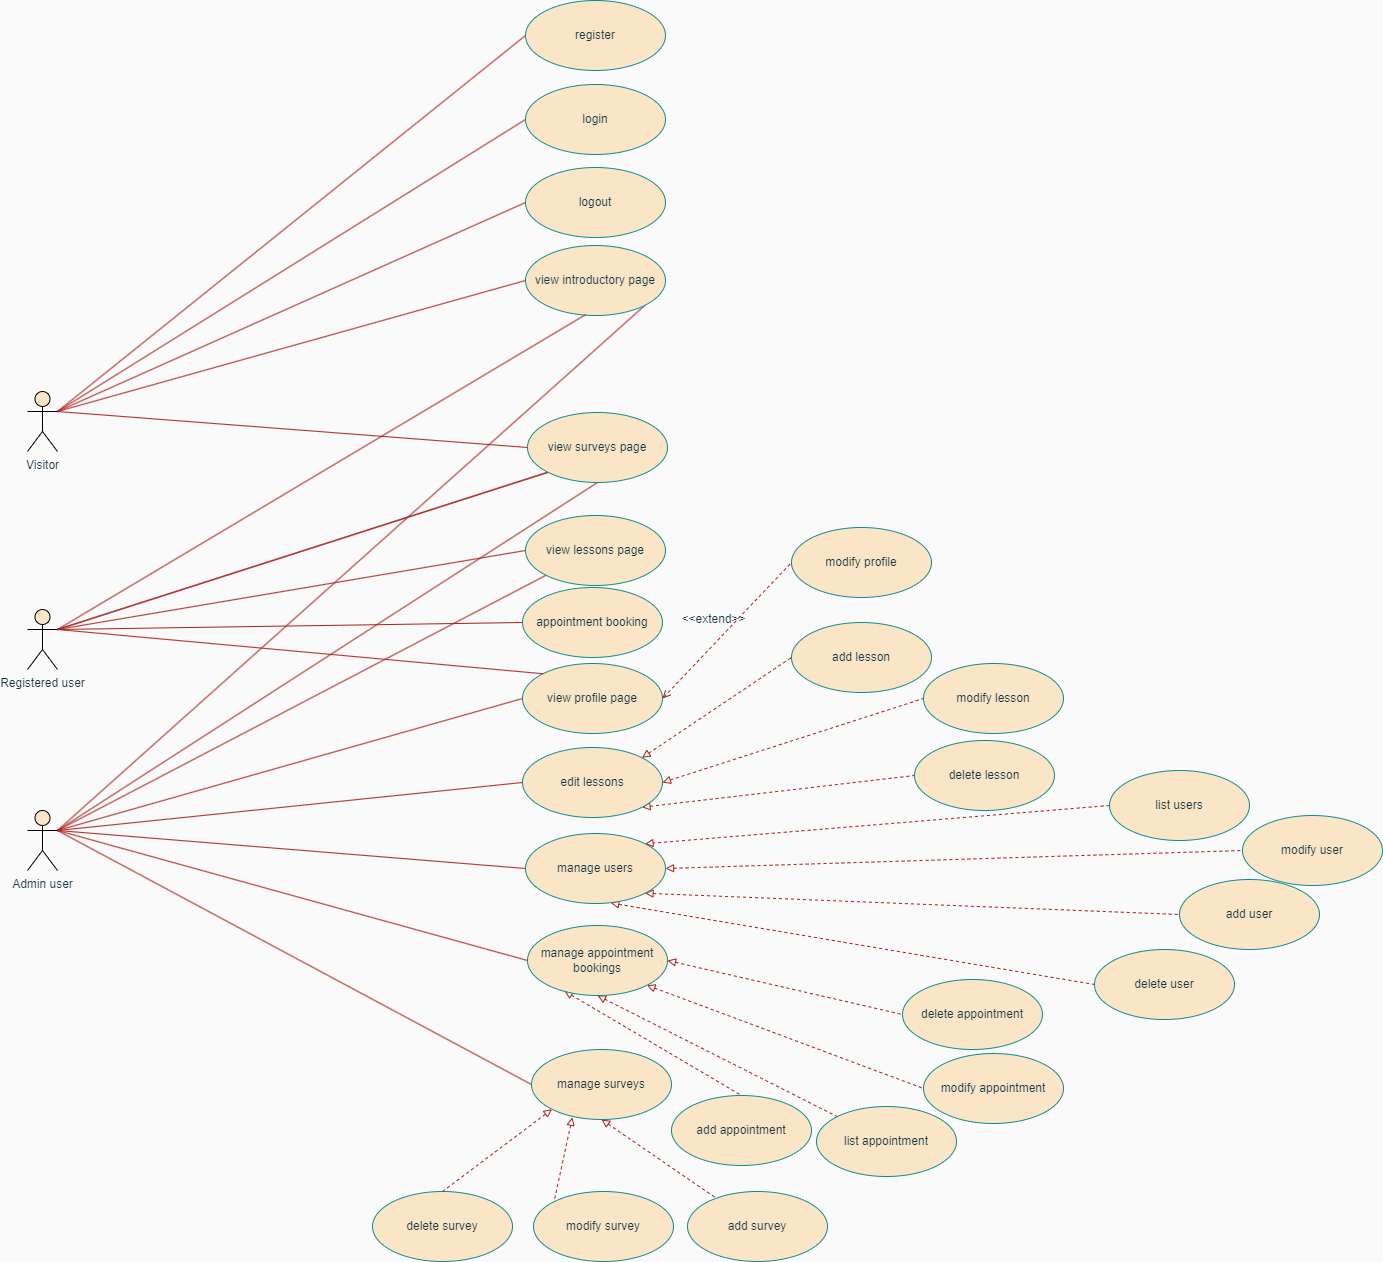 register
login
logout
view introductory page
Visitor
view surveys page
view lessons page
modify profile
appointment booking
<<extend>>
Registered user
add lesson
view profile page
modify lesson
edit lessons
delete lesson
list users
Admin user
manage users
modify user
add user
manage appointment
bookings
delete user
delete appointment
manage surveys
modify appointment
add appointment
list appointment
delete survey
modify survey
add survey